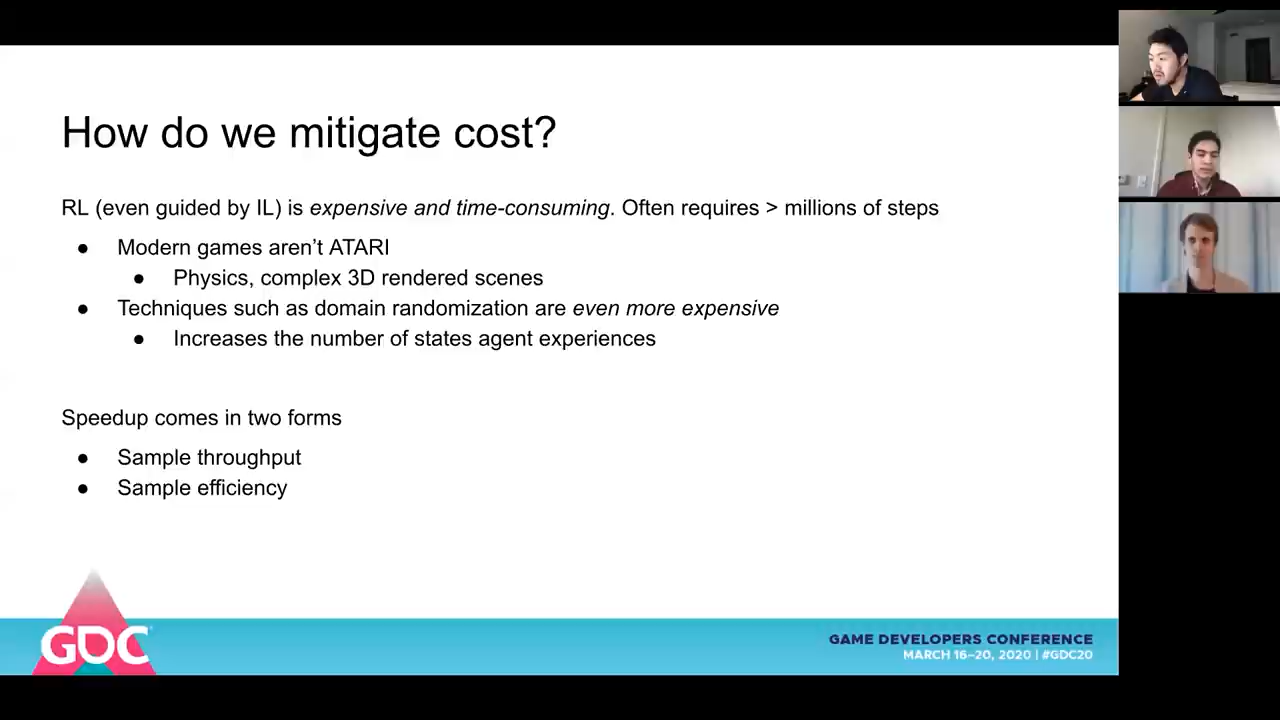 How do we mitigate cost?
RL (even guided by IL) is expensive and time-consuming. Often requires > millions of steps
● Modern games aren’t ATARI
● Physics, complex 3D rendered scenes
● Techniques such as domain randomization are even more expensive
● Increases the number of states agent experiences
Speedup comes in two forms
● Sample throughput
● Sample efficiency
GDC
GAME DEVELOPERS CONFERENCE
MARCH 16–20, 2020 | #GDC20